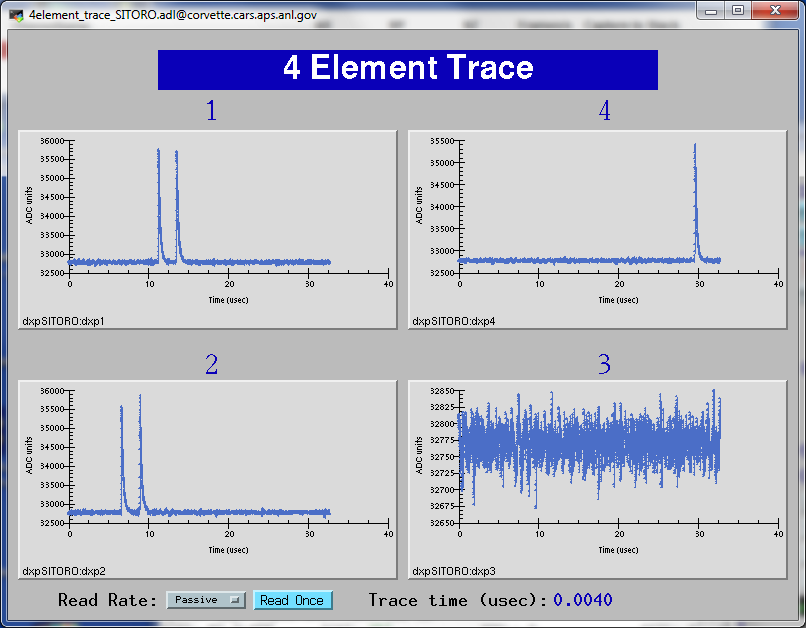 4element_trace_SITORO.adl@corvette.cars.aps.anl.gov
4 Element Trace
1
36000
35500
35000
34500
34000
33500
33000
32500
ADC units
0 10 20 30 40
Time (usec)
dxpSITORO:dxp1
4
35500
35000
34500
34000
33500
33000
32500
ADC units
0 10 20 30 40
Time (usec)
dxpSITORO:dxp4
2
36000
35500
35000
34500
34000
33500
33000
32500
ADC units
0 10 20 30 40
Time (usec)
dxpSITORO:dxp2
3
32850
32825
32800
32775
32750
32725
32700
32675
32650
ADC units
0 10 20 30 40
Time (usec)
dxpSITORO:dxp3
Read Rate: Passive Read Once Trace time (usec): 0.0040